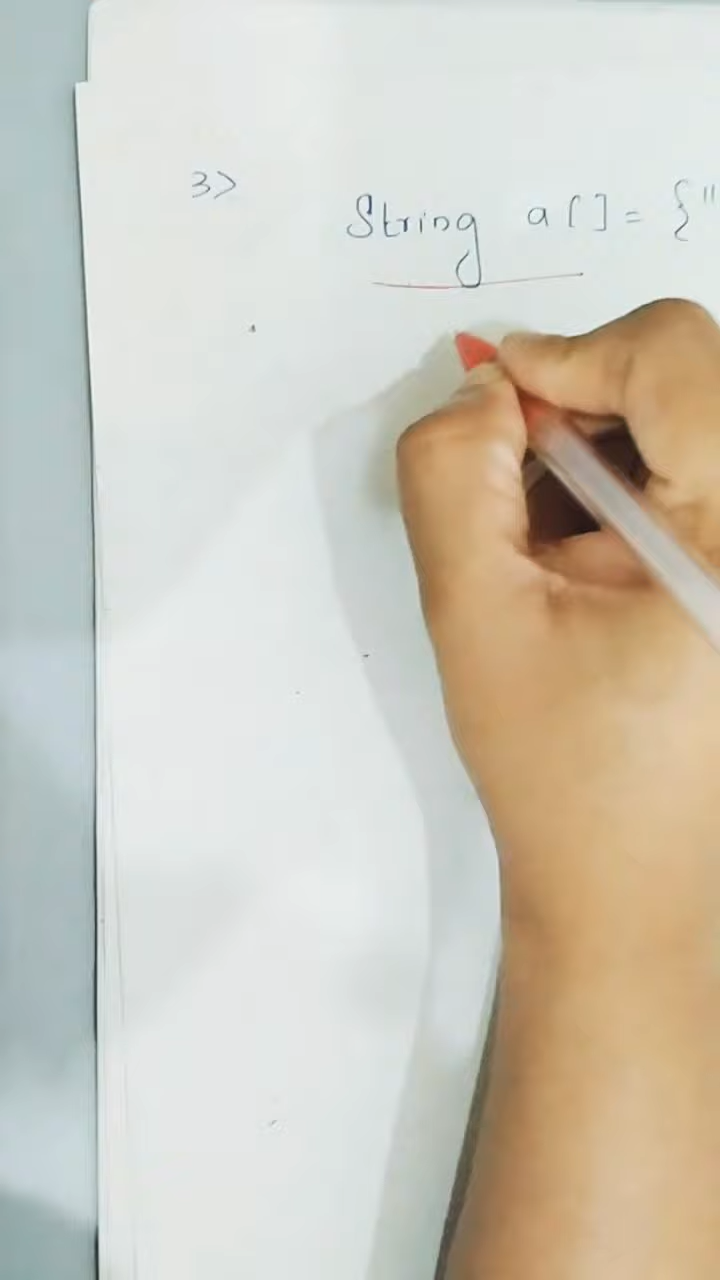 3>
String a[] = {"